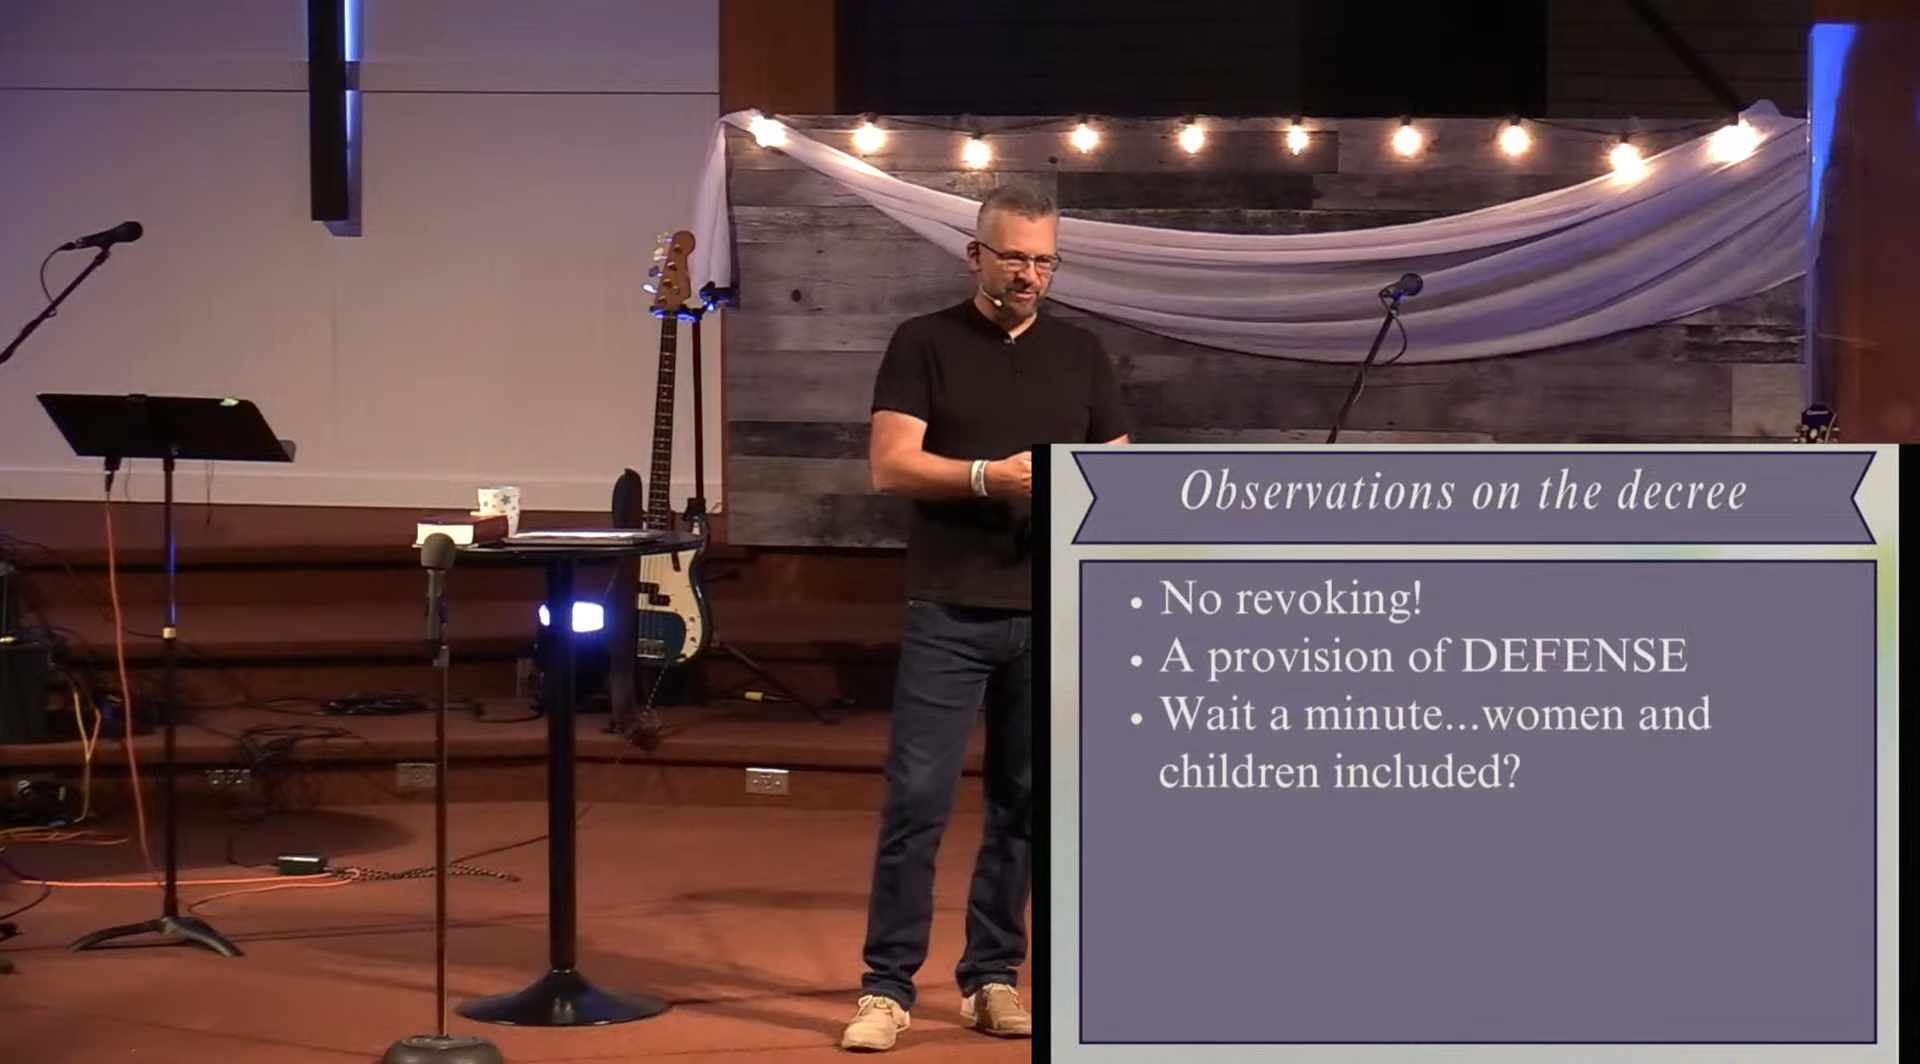 Observations on the decree
• No revoking!
• A provision of DEFENSE
• Wait a minute...women and
children included?